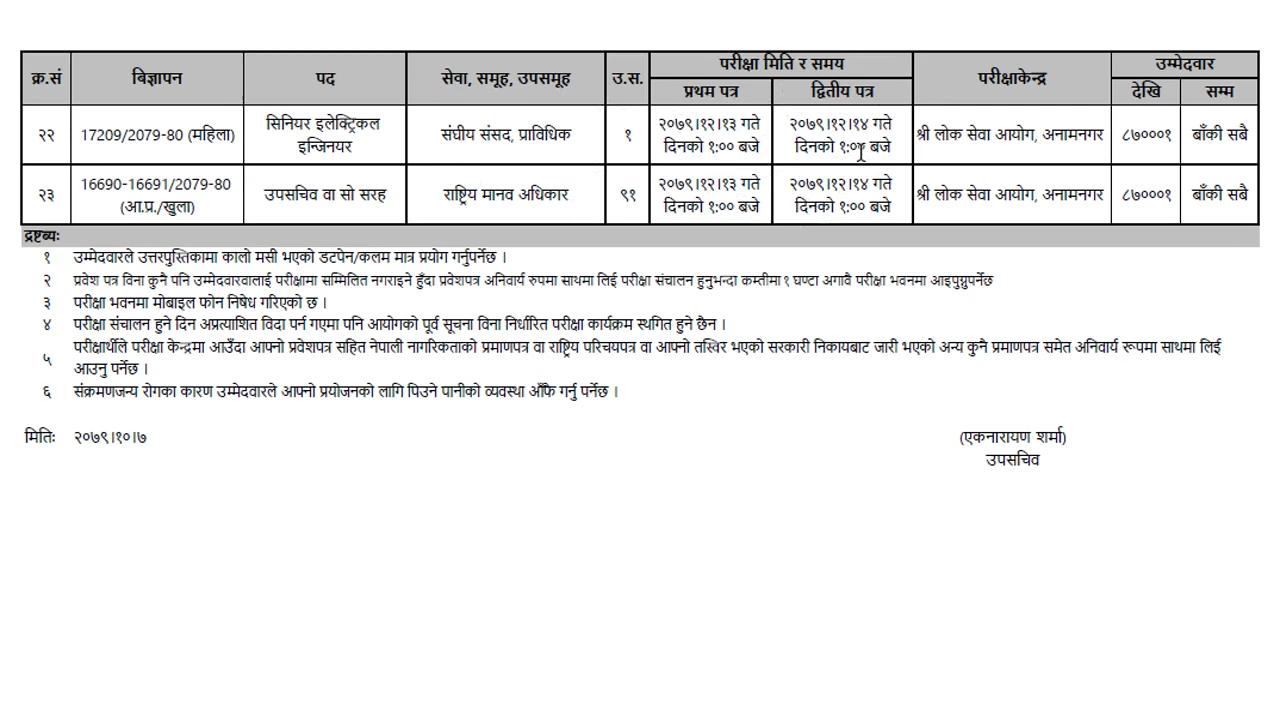 क्र.सं बिज्ञापन पद सेवा, समूह, उपसमूह उ.स. परीक्षा मिति र समय परीक्षाकेन्द्र उम्मेदवार
प्रथम पत्र द्वितीय पत्र देखि सम्म
२२ 17209/2079-80 (महिला) सिनियर इलेक्ट्रिकल इन्जिनयर संघीय संसद, प्राविधिक १ २०७९।१२।१३ गते दिनको १:०० बजे २०७९।१२।१४ गते दिनको १:०० बजे श्री लोक सेवा आयोग, अनामनगर ८७०००१ बाँकी सबै
२३ 16690-16691/2079-80 (आ.प्र./खुला) उपसचिव वा सो सरह राष्ट्रिय मानव अधिकार ९१ २०७९।१२।१३ गते दिनको १:०० बजे २०७९।१२।१४ गते दिनको १:०० बजे श्री लोक सेवा आयोग, अनामनगर ८७०००१ बाँकी सबै
द्रष्टब्यः
१ उम्मेदवारले उत्तरपुस्तिकामा कालो मसी भएको डटपेन/कलम मात्र प्रयोग गर्नुपर्नेछ ।
२ प्रवेश पत्र विना कुनै पनि उम्मेदवारवालाई परीक्षामा सम्मिलित नगराइने हुँदा प्रवेशपत्र अनिवार्य रुपमा साथमा लिई परीक्षा संचालन हुनुभन्दा कम्तीमा १ घण्टा अगावै परीक्षा भवनमा आइपुग्नुपर्नेछ
३ परीक्षा भवनमा मोबाइल फोन निषेध गरिएको छ ।
४ परीक्षा संचालन हुने दिन अप्रत्याशित विदा पर्न गएमा पनि आयोगको पूर्व सूचना विना निर्धारित परीक्षा कार्यक्रम स्थगित हुने छैन ।
५ परीक्षार्थीले परीक्षा केन्द्रमा आउँदा आफ्नो प्रवेशपत्र सहित नेपाली नागरिकताको प्रमाणपत्र वा राष्ट्रिय परिचयपत्र वा आफ्नो तस्विर भएको सरकारी निकायबाट जारी भएको अन्य कुनै प्रमाणपत्र समेत अनिवार्य रूपमा साथमा लिई
आउनु पर्नेछ ।
६ संक्रमणजन्य रोगका कारण उम्मेदवारले आफ्नो प्रयोजनको लागि पिउने पानीको व्यवस्था आँफै गर्नु पर्नेछ ।
मितिः २०७९।१०।७ (एकनारायण शर्मा)
उपसचिव